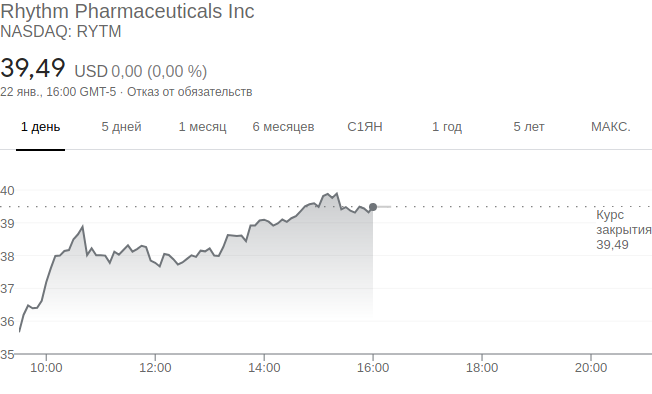 Rhythm Pharmaceuticals Inc
NASDAQ: RYTM
39,49 USD 0,00 (0,00 %)
22 янв., 16:00 GMT-5 · Отказ от обязательств
1 день 5 дней 1 месяц 6 месяцев С1ЯН 1 год 5 лет МАКС.
40
39
38
37
36
35
Курс
закрытия
39,49
10:00 12:00 14:00 16:00 18:00 20:00